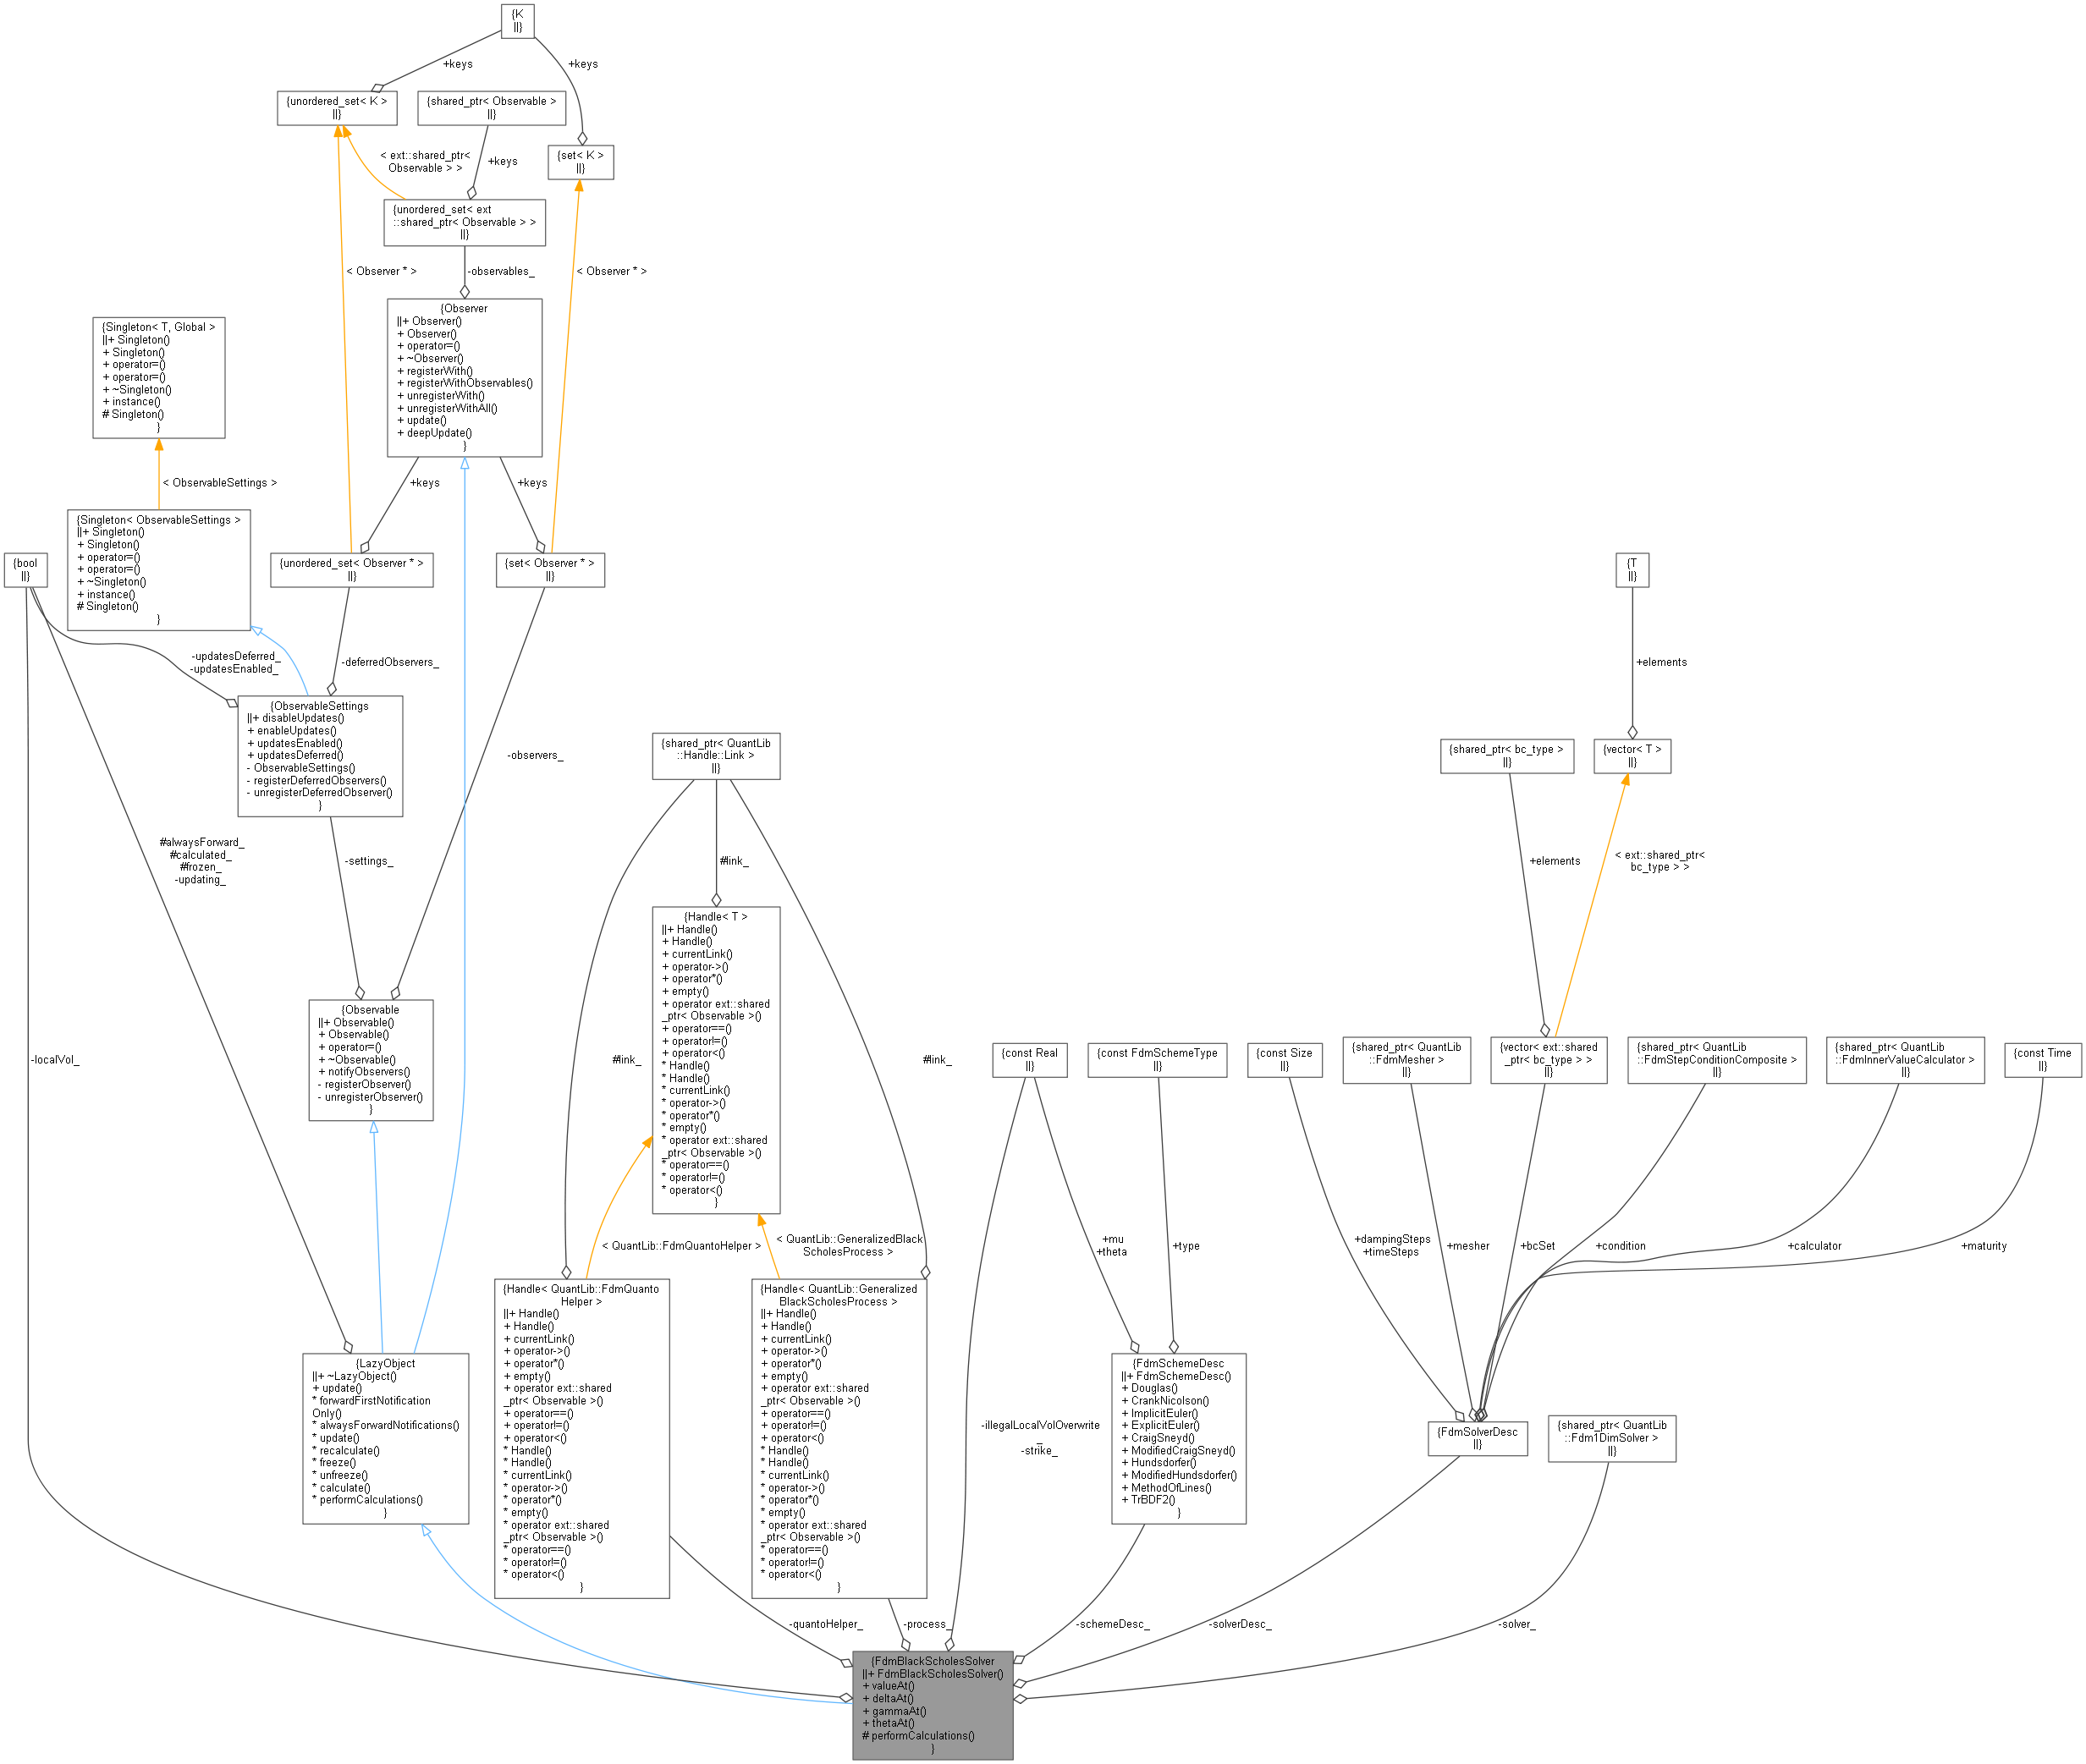 {K
||}
+keys
+keys
{unordered_set< K >
||}
{shared_ptr< Observable >
||}
{set< K >
||}
< ext::shared_ptr<
Observable > >
+keys
{unordered_set< ext
::shared_ptr< Observable > >
||}
< Observer * >
-observables_
< Observer * >
{Observer
||+ Observer()
+ Observer()
+ operator=()
+ ~Observer()
+ registerWith()
+ registerWithObservables()
+ unregisterWith()
+ unregisterWithAll()
+ update()
+ deepUpdate()
}
{Singleton< T, Global >
||+ Singleton()
+ Singleton()
+ operator=()
+ operator=()
+ ~Singleton()
+ instance()
# Singleton()
}
< ObservableSettings >
+keys
+keys
{Singleton< ObservableSettings >
||+ Singleton()
+ Singleton()
+ operator=()
+ operator=()
+ ~Singleton()
+ instance()
# Singleton()
}
{bool
||}
{unordered_set< Observer * >
||}
{set< Observer * >
||}
{T
||}
-updatesDeferred_
-updatesEnabled_
-deferredObservers_
+elements
{ObservableSettings
||+ disableUpdates()
+ enableUpdates()
+ updatesEnabled()
+ updatesDeferred()
- ObservableSettings()
- registerDeferredObservers()
- unregisterDeferredObserver()
}
-observers_
{shared_ptr< QuantLib
::Handle::Link >
||}
{shared_ptr< bc_type >
||}
{vector< T >
||}
#alwaysForward_
#calculated_
#frozen_
-updating_
-settings_
#link_
+elements
< ext::shared_ptr<
bc_type > >
{Handle< T >
||+ Handle()
+ Handle()
+ currentLink()
+ operator->()
+ operator*()
+ empty()
+ operator ext::shared
_ptr< Observable >()
+ operator==()
+ operator!=()
+ operator<()
* Handle()
* Handle()
* currentLink()
* operator->()
* operator*()
* empty()
* operator ext::shared
_ptr< Observable >()
* operator==()
* operator!=()
* operator<()
}
{Observable
||+ Observable()
+ Observable()
+ operator=()
+ ~Observable()
+ notifyObservers()
- registerObserver()
- unregisterObserver()
}
-localVol_
#link_
#link_
{const Real
||}
{const FdmSchemeType
||}
{const Size
||}
{shared_ptr< QuantLib
::FdmMesher >
||}
{vector< ext::shared
_ptr< bc_type > >
||}
{shared_ptr< QuantLib
::FdmStepConditionComposite >
||}
{shared_ptr< QuantLib
::FdmInnerValueCalculator >
||}
{const Time
||}
< QuantLib::FdmQuantoHelper >
< QuantLib::GeneralizedBlack
ScholesProcess >
+mu
+theta
+type
+dampingSteps
+timeSteps
+mesher
+bcSet
+condition
+calculator
+maturity
{Handle< QuantLib::FdmQuanto
Helper >
||+ Handle()
+ Handle()
+ currentLink()
+ operator->()
+ operator*()
+ empty()
+ operator ext::shared
_ptr< Observable >()
+ operator==()
+ operator!=()
+ operator<()
* Handle()
* Handle()
* currentLink()
* operator->()
* operator*()
* empty()
* operator ext::shared
_ptr< Observable >()
* operator==()
* operator!=()
* operator<()
}
{Handle< QuantLib::Generalized
BlackScholesProcess >
||+ Handle()
+ Handle()
+ currentLink()
+ operator->()
+ operator*()
+ empty()
+ operator ext::shared
_ptr< Observable >()
+ operator==()
+ operator!=()
+ operator<()
* Handle()
* Handle()
* currentLink()
* operator->()
* operator*()
* empty()
* operator ext::shared
_ptr< Observable >()
* operator==()
* operator!=()
* operator<()
}
{LazyObject
||+ ~LazyObject()
+ update()
* forwardFirstNotification
Only()
* alwaysForwardNotifications()
* update()
* recalculate()
* freeze()
* unfreeze()
* calculate()
* performCalculations()
}
-illegalLocalVolOverwrite
_
-strike_
{FdmSchemeDesc
||+ FdmSchemeDesc()
+ Douglas()
+ CrankNicolson()
+ ImplicitEuler()
+ ExplicitEuler()
+ CraigSneyd()
+ ModifiedCraigSneyd()
+ Hundsdorfer()
+ ModifiedHundsdorfer()
+ MethodOfLines()
+ TrBDF2()
}
{FdmSolverDesc
||}
{shared_ptr< QuantLib
::Fdm1DimSolver >
||}
-quantoHelper_
-process_
-schemeDesc_
-solverDesc_
-solver_
{FdmBlackScholesSolver
||+ FdmBlackScholesSolver()
+ valueAt()
+ deltaAt()
+ gammaAt()
+ thetaAt()
# performCalculations()
}